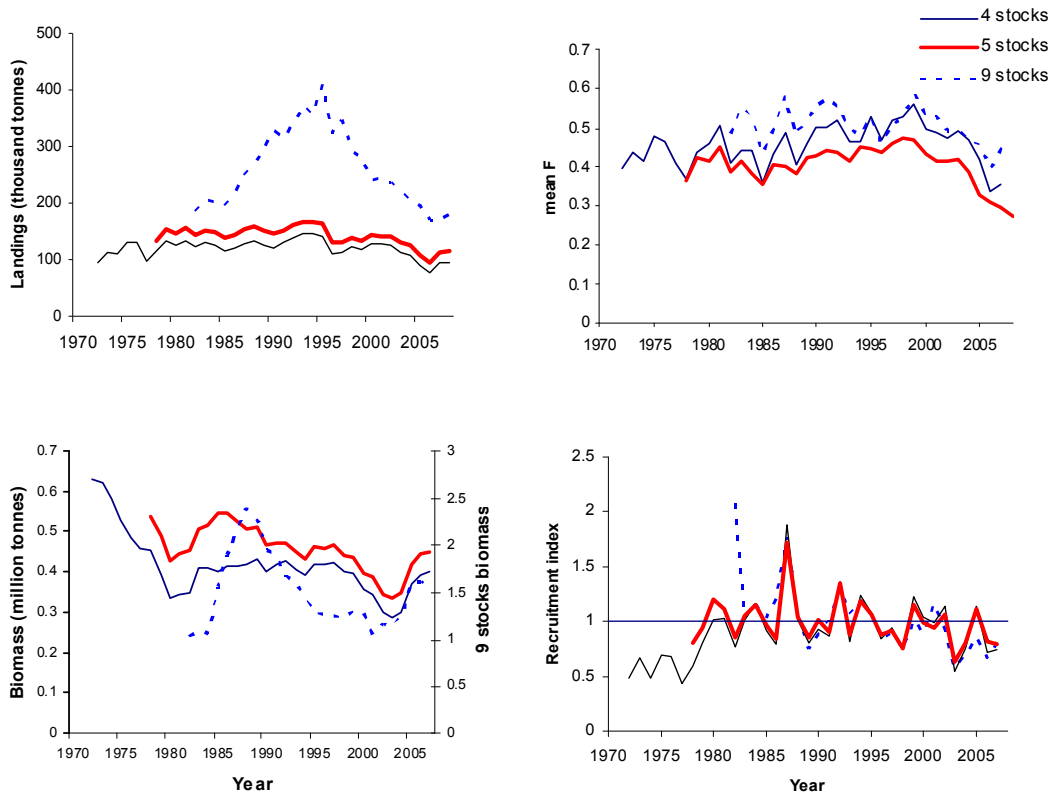 4 stocks
5 stocks
9 stocks
Landings (thousand tonnes)
500
400
300
200
100
0
1970 1975 1980 1985 1990 1995 2000 2005
mean F
0.7
0.6
0.5
0.4
0.3
0.2
0.1
0
1970 1975 1980 1985 1990 1995 2000 2005
Biomass (million tonnes)
0.7
0.6
0.5
0.4
0.3
0.2
0.1
0
3
2.5
2
1.5
1
0.5
0
9 stocks biomass
1970 1975 1980 1985 1990 1995 2000 2005
Year
Recruitment index
2.5
2
1.5
1
0.5
0
1970 1975 1980 1985 1990 1995 2000 2005
Year